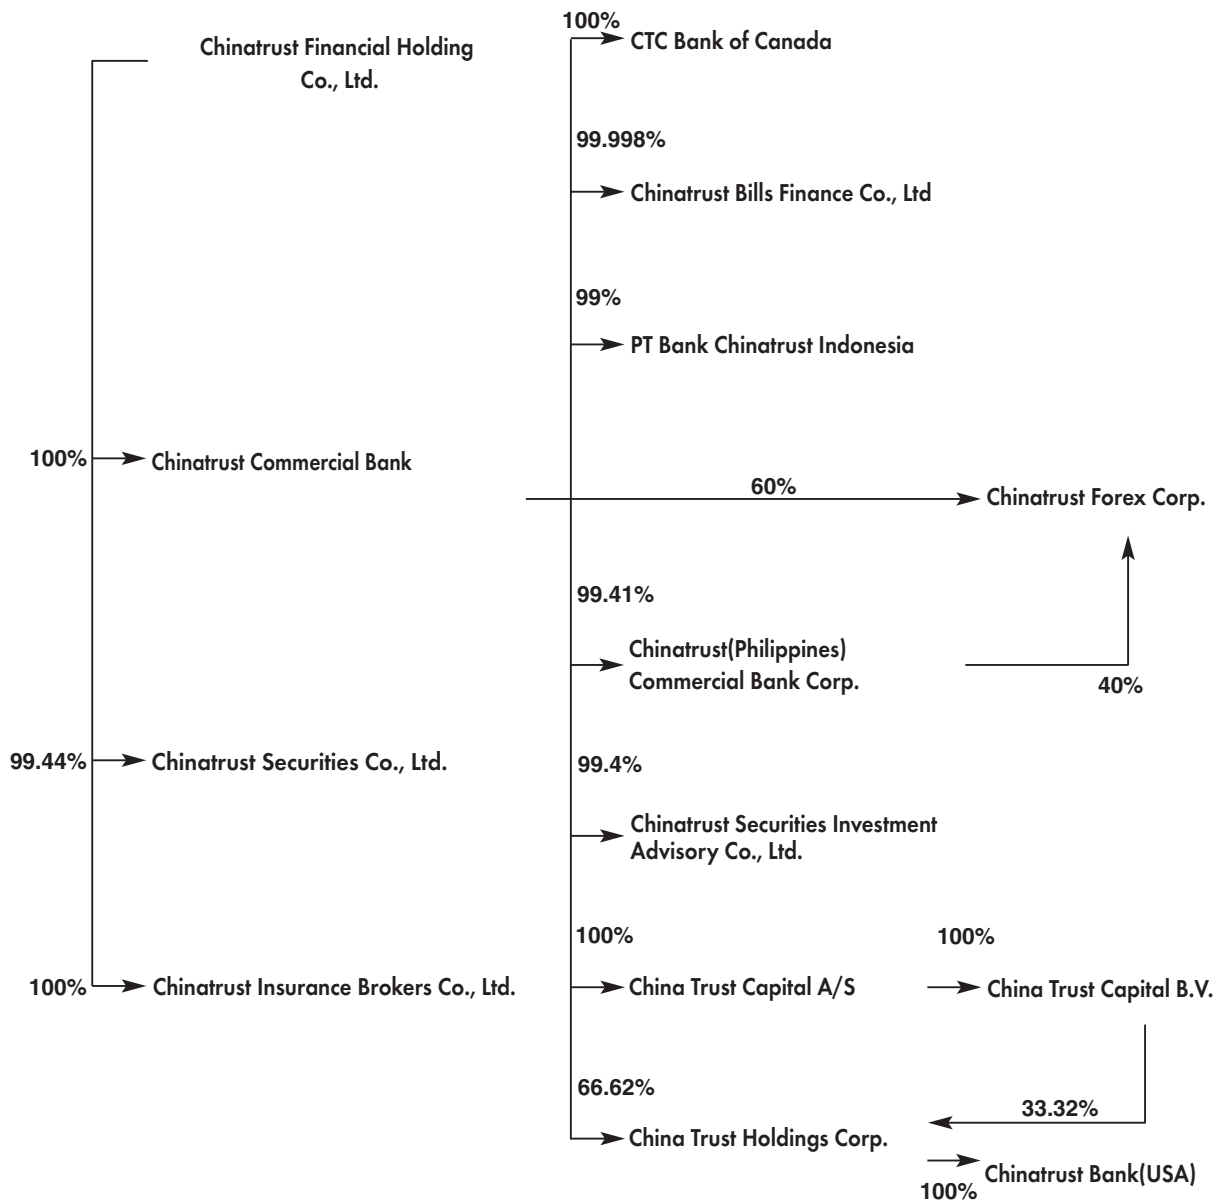 Chinatrust Financial Holding
Co., Ltd.
100%
Chinatrust Commercial Bank
99.44%
Chinatrust Securities Co., Ltd.
100%
Chinatrust Insurance Brokers Co., Ltd.
100%
CTC Bank of Canada
99.998%
Chinatrust Bills Finance Co., Ltd
99%
PT Bank Chinatrust Indonesia
60%
Chinatrust Forex Corp.
99.41%
Chinatrust(Philippines)
Commercial Bank Corp.
40%
99.4%
Chinatrust Securities Investment
Advisory Co., Ltd.
100%
China Trust Capital A/S
100%
China Trust Capital B.V.
66.62%
China Trust Holdings Corp.
33.32%
100%
Chinatrust Bank(USA)